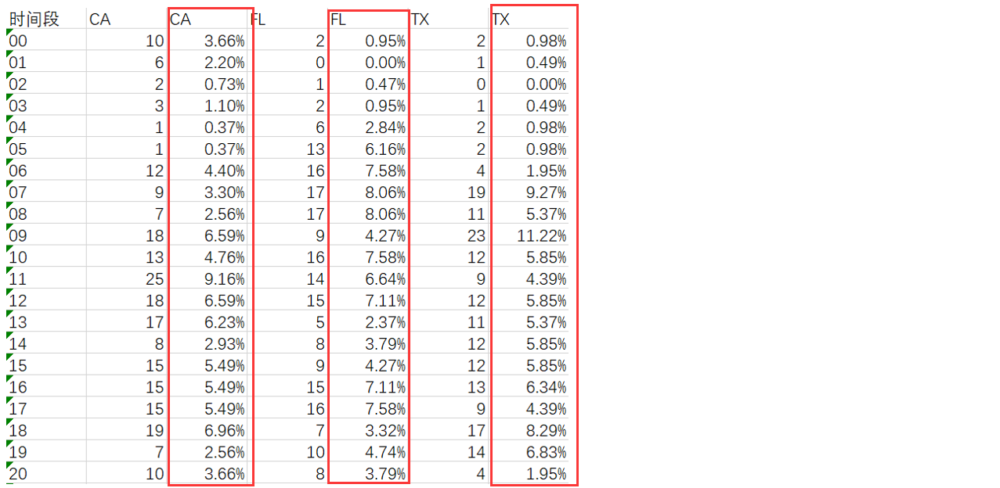 时间段 CA CA FL FL TX TX
00 10 3.66% 2 0.95% 2 0.98%
01 6 2.20% 0 0.00% 1 0.49%
02 2 0.73% 1 0.47% 0 0.00%
03 3 1.10% 2 0.95% 1 0.49%
04 1 0.37% 6 2.84% 2 0.98%
05 1 0.37% 13 6.16% 2 0.98%
06 12 4.40% 16 7.58% 4 1.95%
07 9 3.30% 17 8.06% 19 9.27%
08 7 2.56% 17 8.06% 11 5.37%
09 18 6.59% 9 4.27% 23 11.22%
10 13 4.76% 16 7.58% 12 5.85%
11 25 9.16% 14 6.64% 9 4.39%
12 18 6.59% 15 7.11% 12 5.85%
13 17 6.23% 5 2.37% 11 5.37%
14 8 2.93% 8 3.79% 12 5.85%
15 15 5.49% 9 4.27% 12 5.85%
16 15 5.49% 15 7.11% 13 6.34%
17 15 5.49% 16 7.58% 9 4.39%
18 19 6.96% 7 3.32% 17 8.29%
19 7 2.56% 10 4.74% 14 6.83%
20 10 3.66% 8 3.79% 4 1.95%